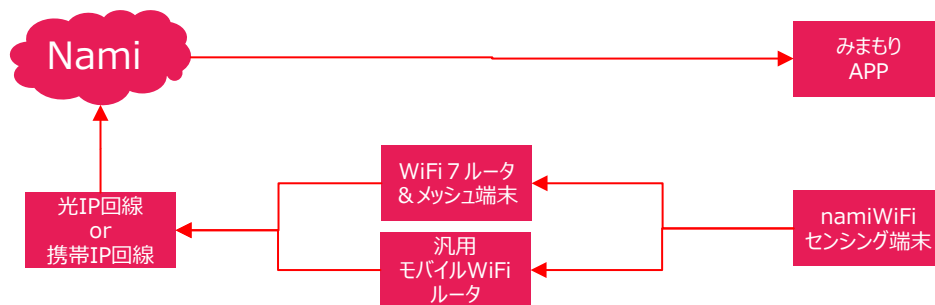 Nami
みまもり
APP
WiFi７ルータ
＆メッシュ端末
光IP回線
or
携帯IP回線
namiWiFi
センシング端末
汎用
モバイルWiFi
ルータ